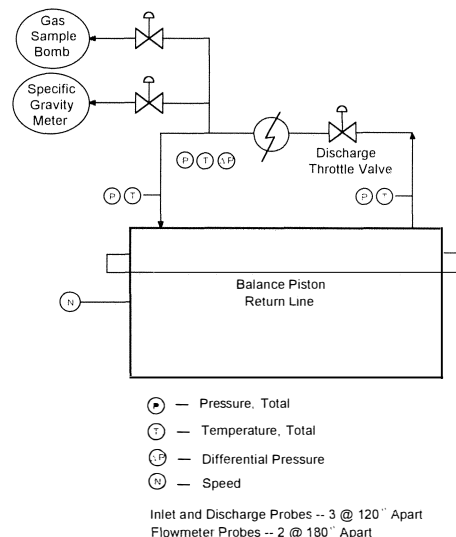 Gas
Sample
Bomb
Specific
Gravity
Meter
P T ΔP
Discharge
Throttle Valve
P T
P T
Balance Piston
Return Line
N
P — Pressure, Total
T — Temperature, Total
ΔP — Differential Pressure
N — Speed
Inlet and Discharge Probes -- 3 @ 120° Apart
Flowmeter Probes -- 2 @ 180° Apart